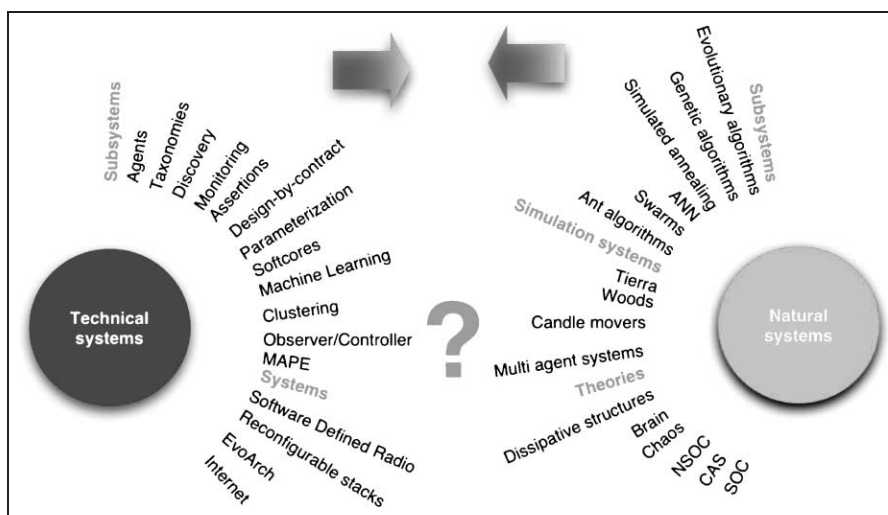 Subsystems
Agents
Taxonomies
Discovery
Monitoring
Assertions
Design-by-contract
Parameterization
Softcores
Machine Learning
Clustering
Observer/Controller
MAPE
Systems
Software Defined Radio
Reconfigurable stacks
EvoArch
Internet
Technical
systems
?
Evolutionary algorithms
Subsystems
Genetic algorithms
Simulated annealing
ANN
Swarms
Ant algorithms
Simulation systems
Tierra
Woods
Candle movers
Multi agent systems
Theories
Dissipative structures
Brain
Chaos
NSOC
CAS
SOC
Natural
systems